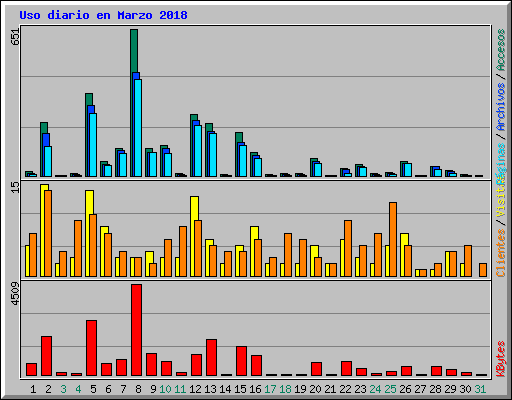 Uso diario en Marzo 2018
651
15
4509
Accesos / Archivos / Páginas
Clientes / Visitas
KBytes
1 2 3 4 5 6 7 8 9 10 11 12 13 14 15 16 17 18 19 20 21 22 23 24 25 26 27 28 29 30 31